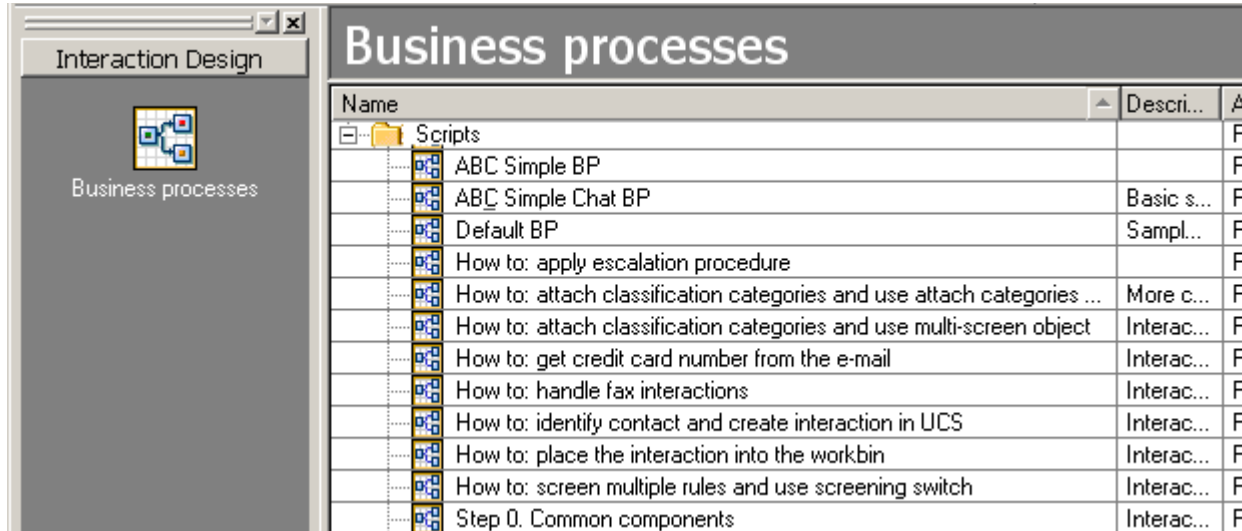 Interaction Design
Business processes
Business processes
Name Descri... A
Scripts F
ABC Simple BP F
ABC Simple Chat BP Basic s... F
Default BP Sampl... F
How to: apply escalation procedure F
How to: attach classification categories and use attach categories ... More c... F
How to: attach classification categories and use multi-screen object Interac... F
How to: get credit card number from the e-mail Interac... F
How to: handle fax interactions Interac... F
How to: identify contact and create interaction in UCS Interac... F
How to: place the interaction into the workbin Interac... F
How to: screen multiple rules and use screening switch Interac... F
Step 0. Common components Interac... F